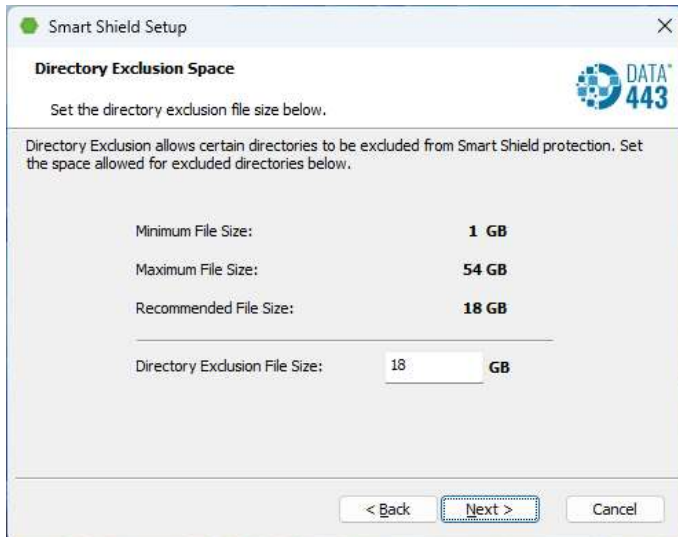 Smart Shield Setup
Directory Exclusion Space
Set the directory exclusion file size below.
DATA
443
Directory Exclusion allows certain directories to be excluded from Smart Shield protection. Set
the space allowed for excluded directories below.
Minimum File Size: 1 GB
Maximum File Size: 54 GB
Recommended File Size: 18 GB
Directory Exclusion File Size: 18 GB
< Back Next > Cancel